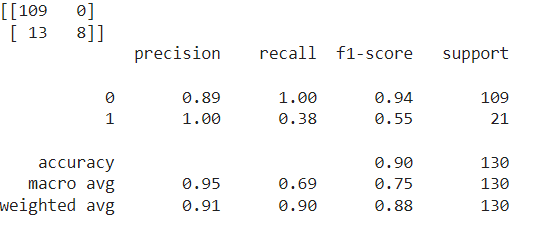 [[109 0]
[ 13 8]]
precision recall f1-score support
0 0.89 1.00 0.94 109
1 1.00 0.38 0.55 21
accuracy 0.90 130
macro avg 0.95 0.69 0.75 130
weighted avg 0.91 0.90 0.88 130